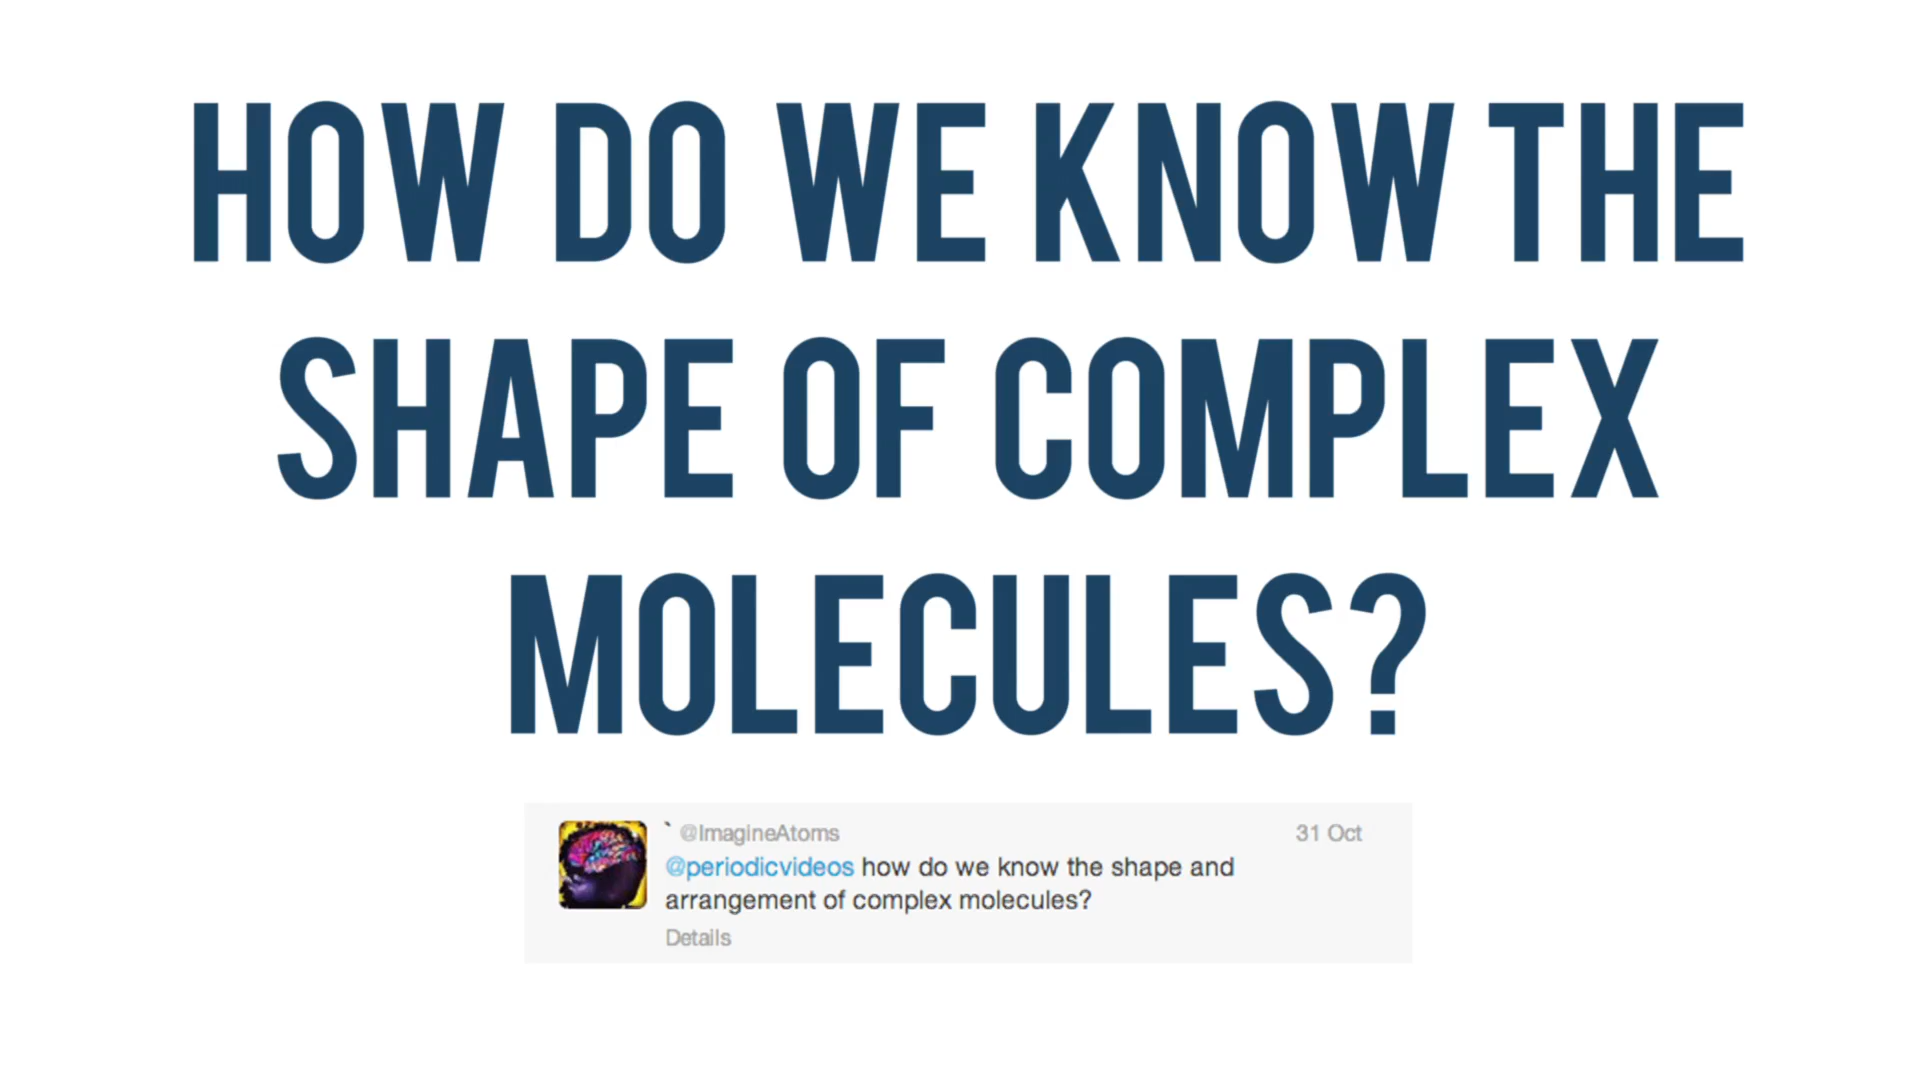 HOW DO WE KNOW THE
SHAPE OF COMPLEX
MOLECULES?
` @ImagineAtoms 31 Oct
@periodicvideos how do we know the shape and
arrangement of complex molecules?
Details